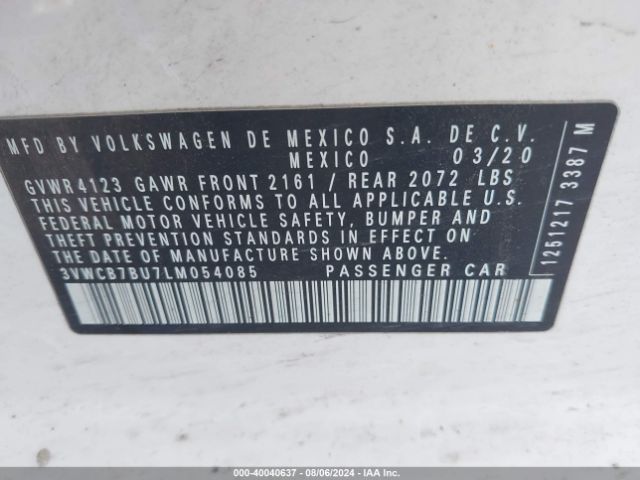 MFD BY VOLKSWAGEN DE MEXICO S.A. DE C.V.
MEXICO 03/20
GVWR 4123 GAWR FRONT 2161 / REAR 2072 LBS
THIS VEHICLE CONFORMS TO ALL APPLICABLE U.S.
FEDERAL MOTOR VEHICLE SAFETY, BUMPER AND
THEFT PREVENTION STANDARDS IN EFFECT ON
THE DATE OF MANUFACTURE SHOWN ABOVE.
3VWCB7BU7LM054085 PASSENGER CAR
1251217 3387 M
000-40040637 - 08/06/2024 - IAA Inc.